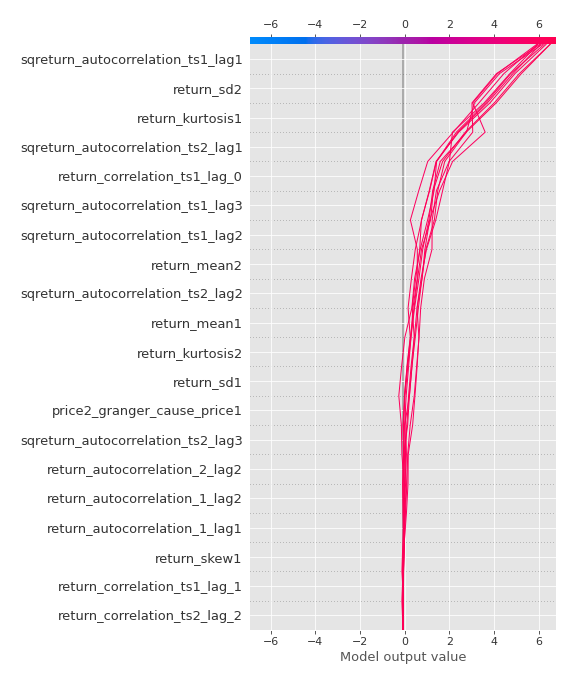 −6 −4 −2 0 2 4 6
sqreturn_autocorrelation_ts1_lag1
return_sd2
return_kurtosis1
sqreturn_autocorrelation_ts2_lag1
return_correlation_ts1_lag_0
sqreturn_autocorrelation_ts1_lag3
sqreturn_autocorrelation_ts1_lag2
return_mean2
sqreturn_autocorrelation_ts2_lag2
return_mean1
return_kurtosis2
return_sd1
price2_granger_cause_price1
sqreturn_autocorrelation_ts2_lag3
return_autocorrelation_2_lag2
return_autocorrelation_1_lag2
return_autocorrelation_1_lag1
return_skew1
return_correlation_ts1_lag_1
return_correlation_ts2_lag_2
−6 −4 −2 0 2 4 6
Model output value